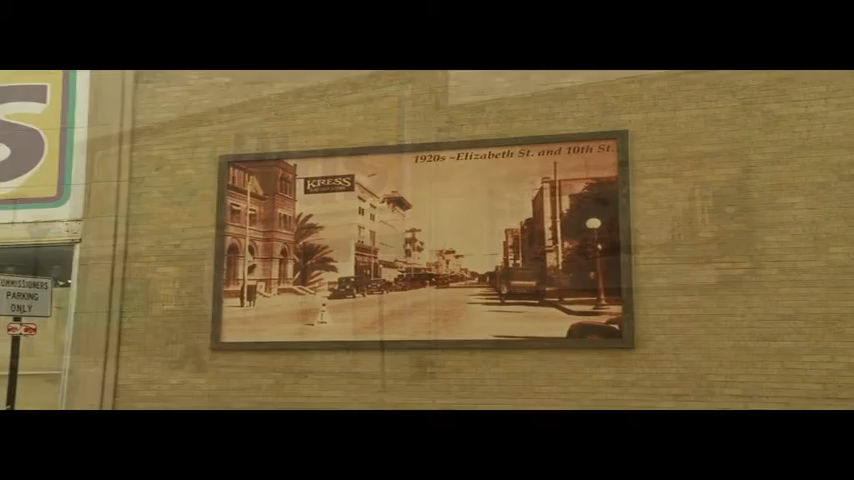 S
S
1920s ~Elizabeth St. and 10th St.
KRESS
COMMISSIONERS
PARKING
ONLY